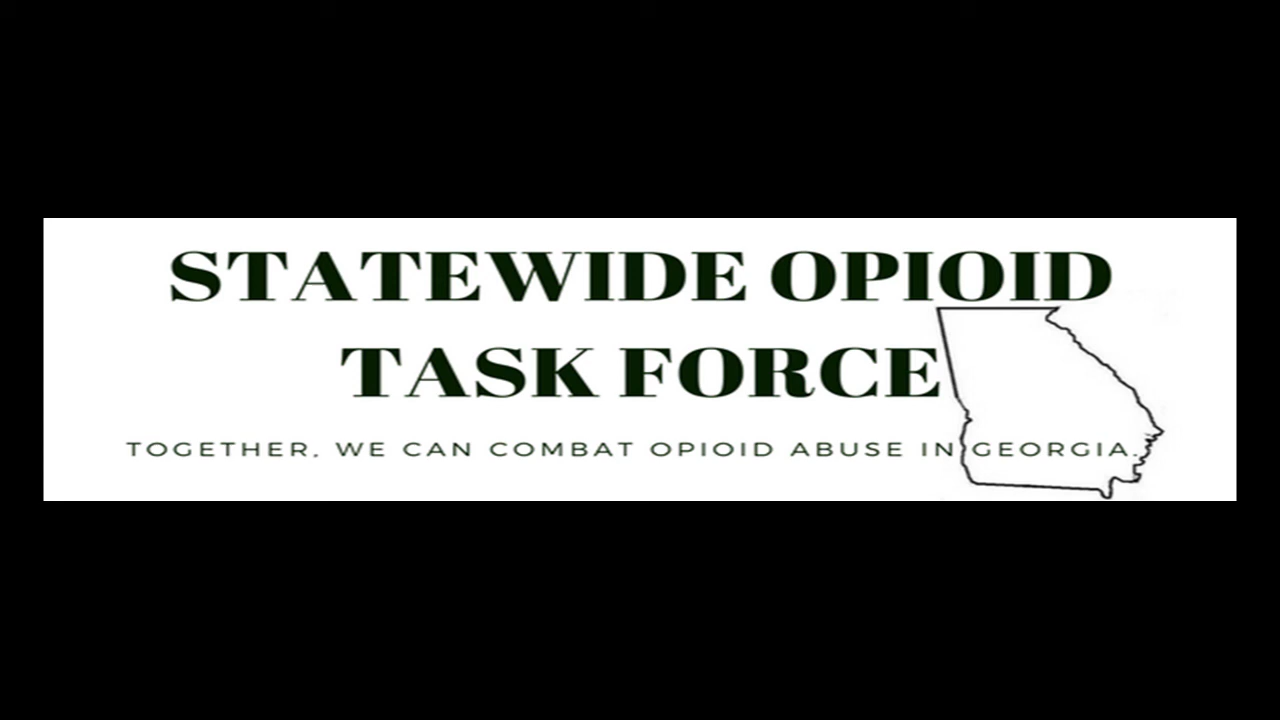 STATEWIDE OPIOID
TASK FORCE
TOGETHER, WE CAN COMBAT OPIOID ABUSE IN GEORGIA.